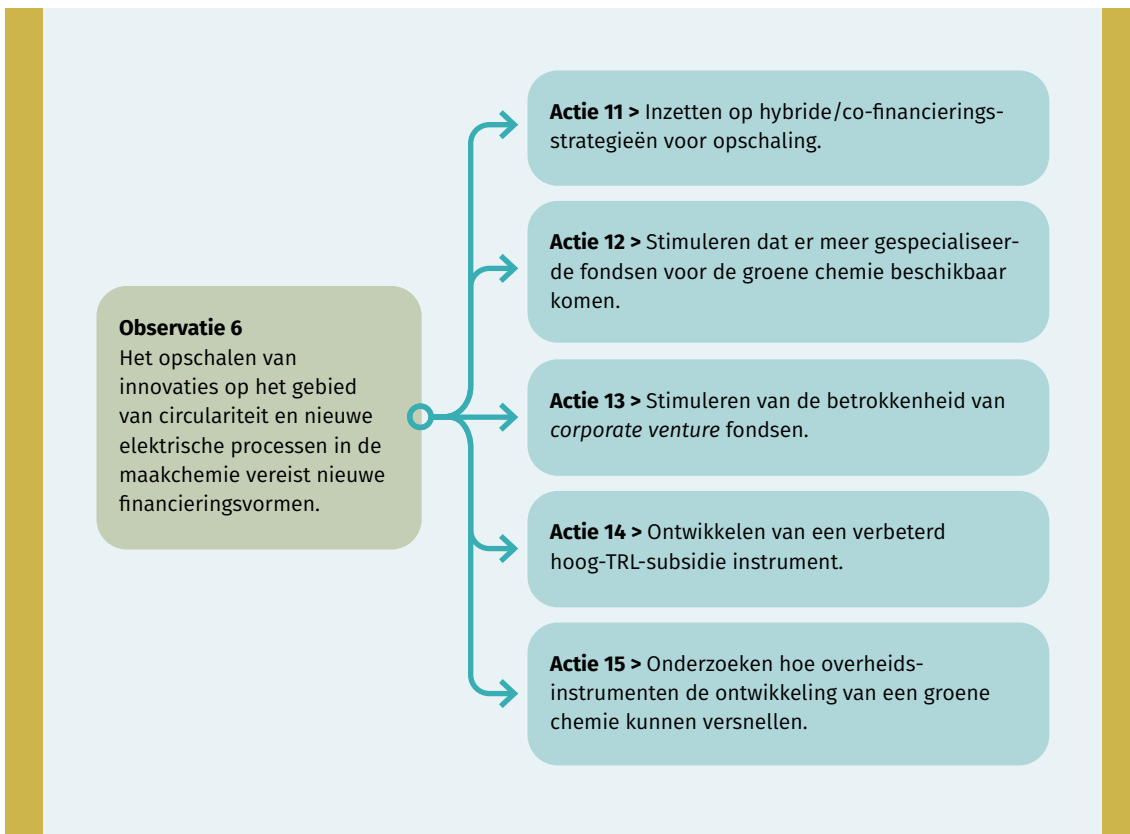 Observatie 6
Het opschalen van
innovaties op het gebied
van circulariteit en nieuwe
elektrische processen in de
maakchemie vereist nieuwe
financieringsvormen.
Actie 11 > Inzetten op hybride/co-financierings-
strategieën voor opschaling.
Actie 12 > Stimuleren dat er meer gespecialiseer-
de fondsen voor de groene chemie beschikbaar
komen.
Actie 13 > Stimuleren van de betrokkenheid van
corporate venture fondsen.
Actie 14 > Ontwikkelen van een verbeterd
hoog-TRL-subsidie instrument.
Actie 15 > Onderzoeken hoe overheids-
instrumenten de ontwikkeling van een groene
chemie kunnen versnellen.